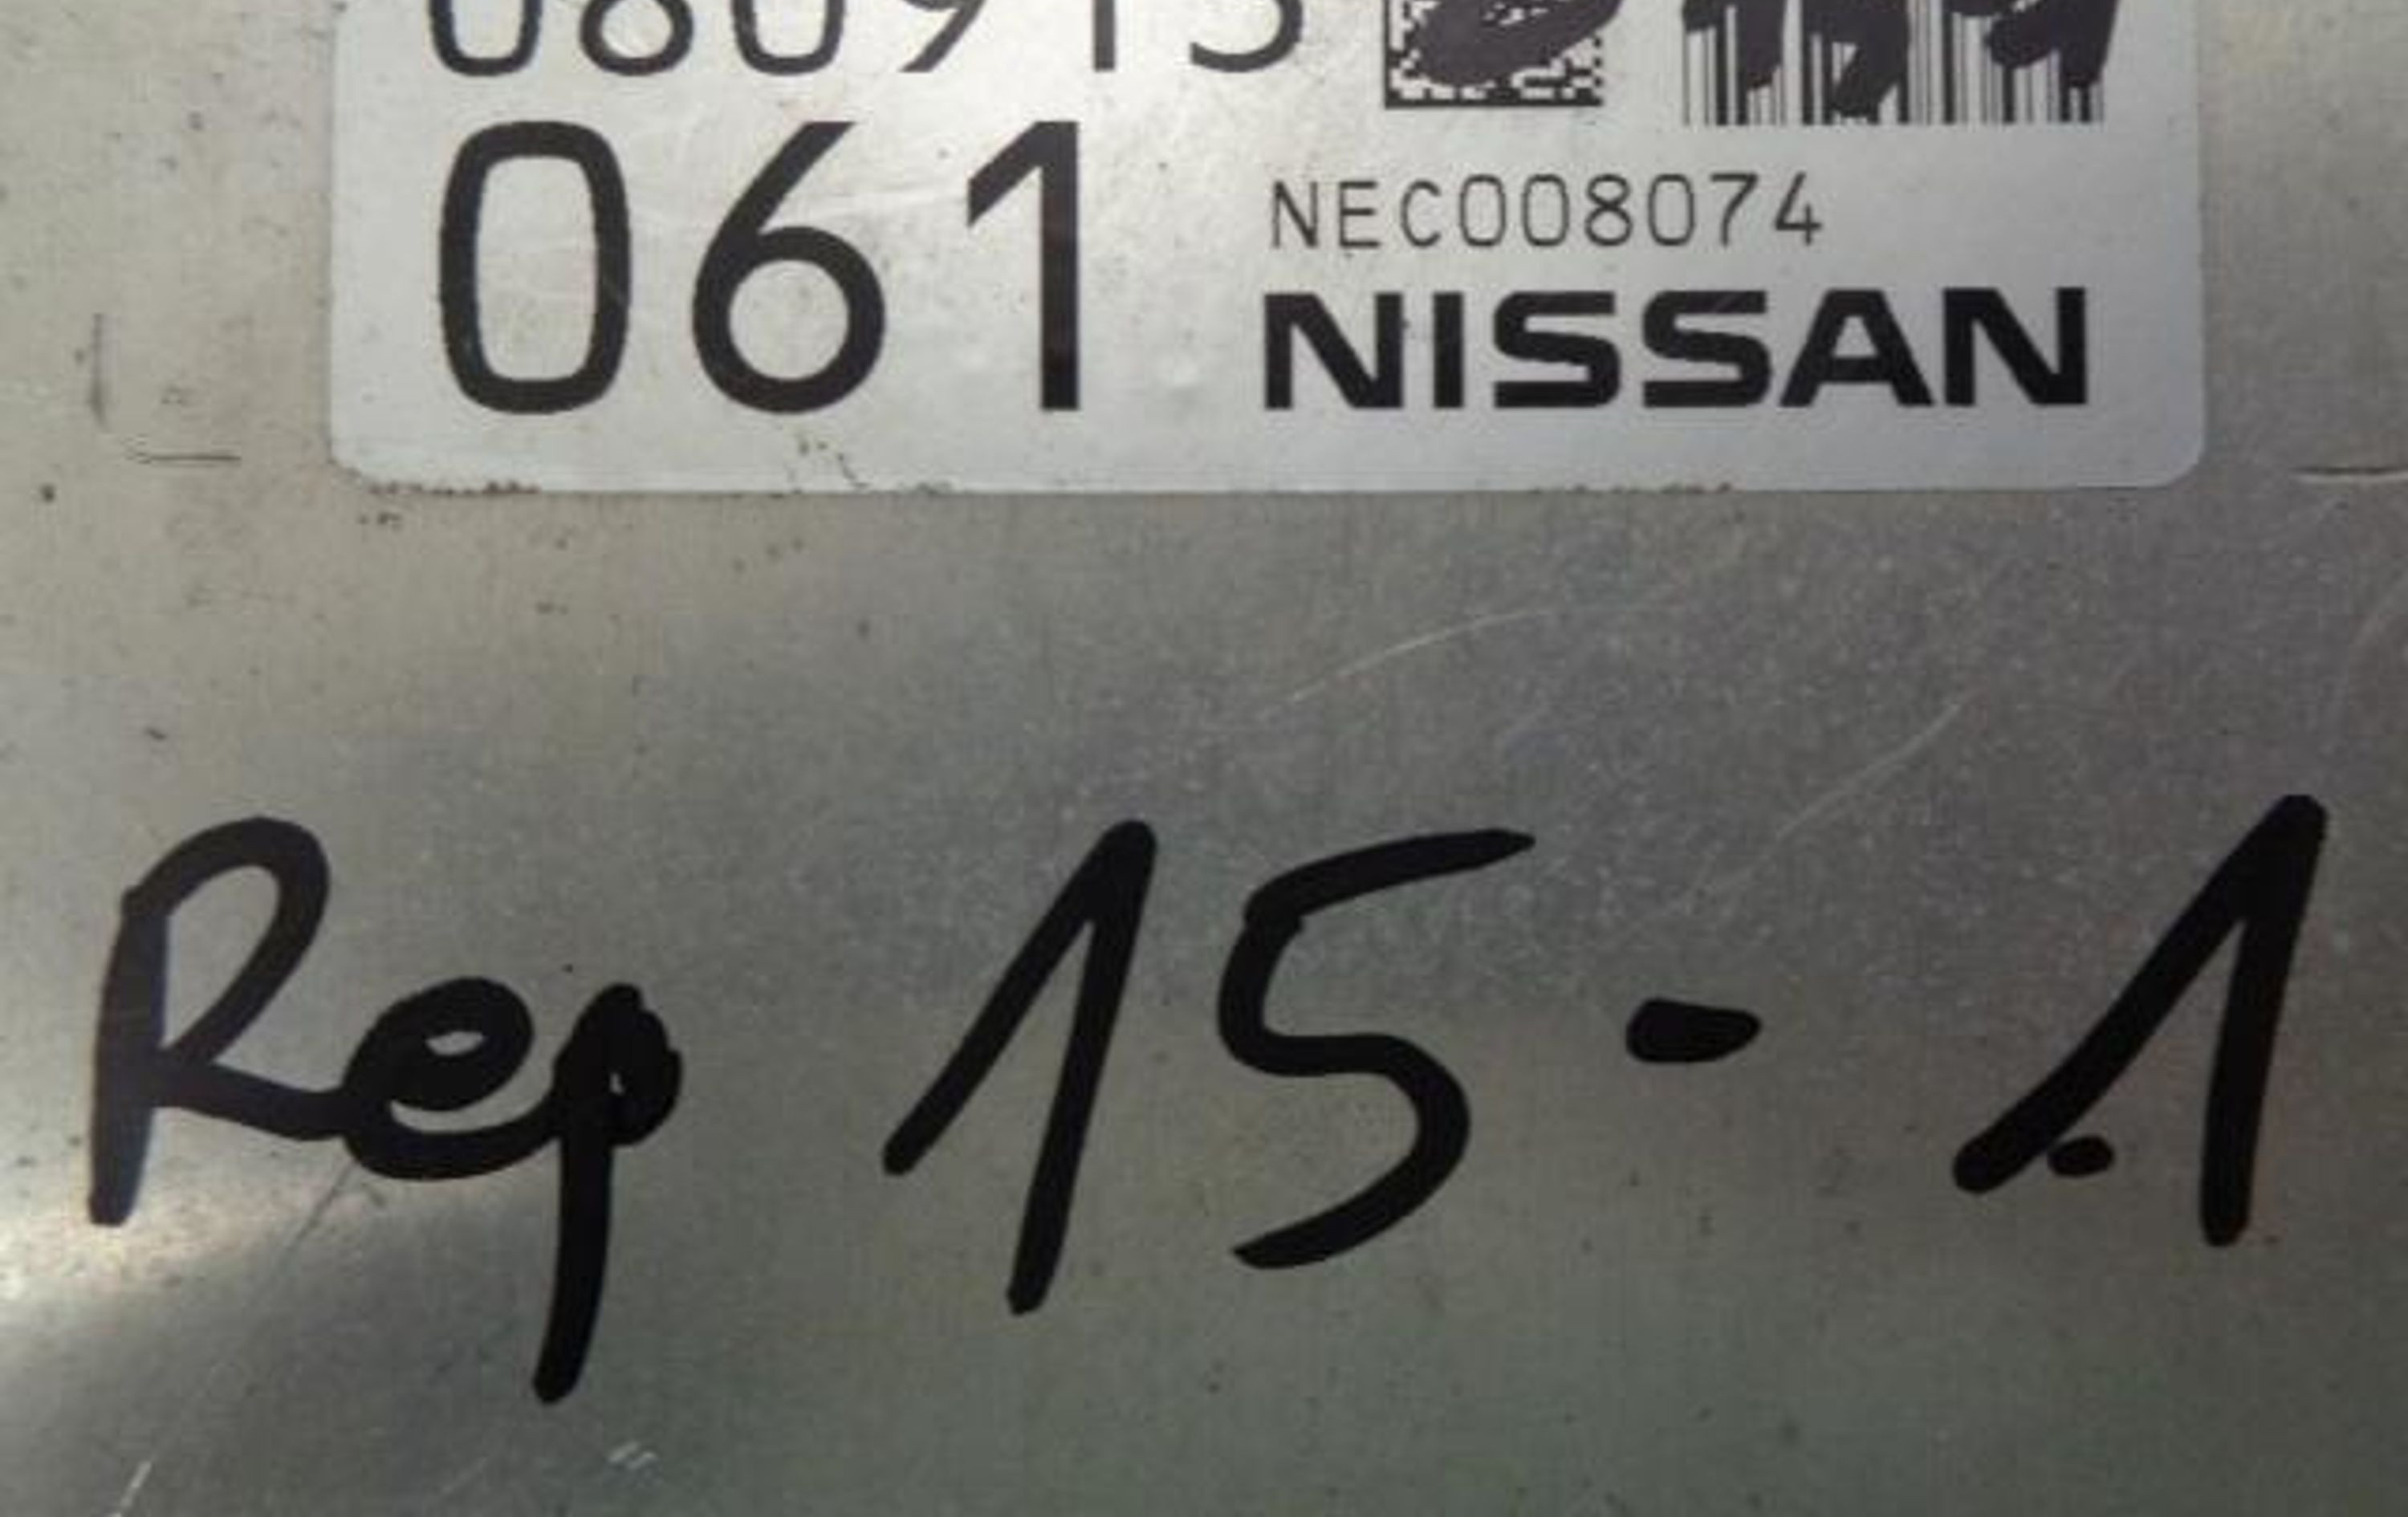 061
NEC008074
NISSAN
Rep 15-1